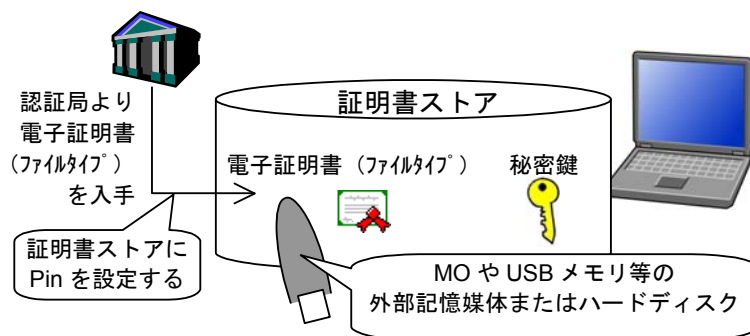 認証局より
電子証明書
（ﾌｧｲﾙﾀｲﾌﾟ）
を入手
証明書ストア
電子証明書（ﾌｧｲﾙﾀｲﾌﾟ）
秘密鍵
証明書ストアに
Pin を設定する
MO や USB メモリ等の
外部記憶媒体またはハードディスク